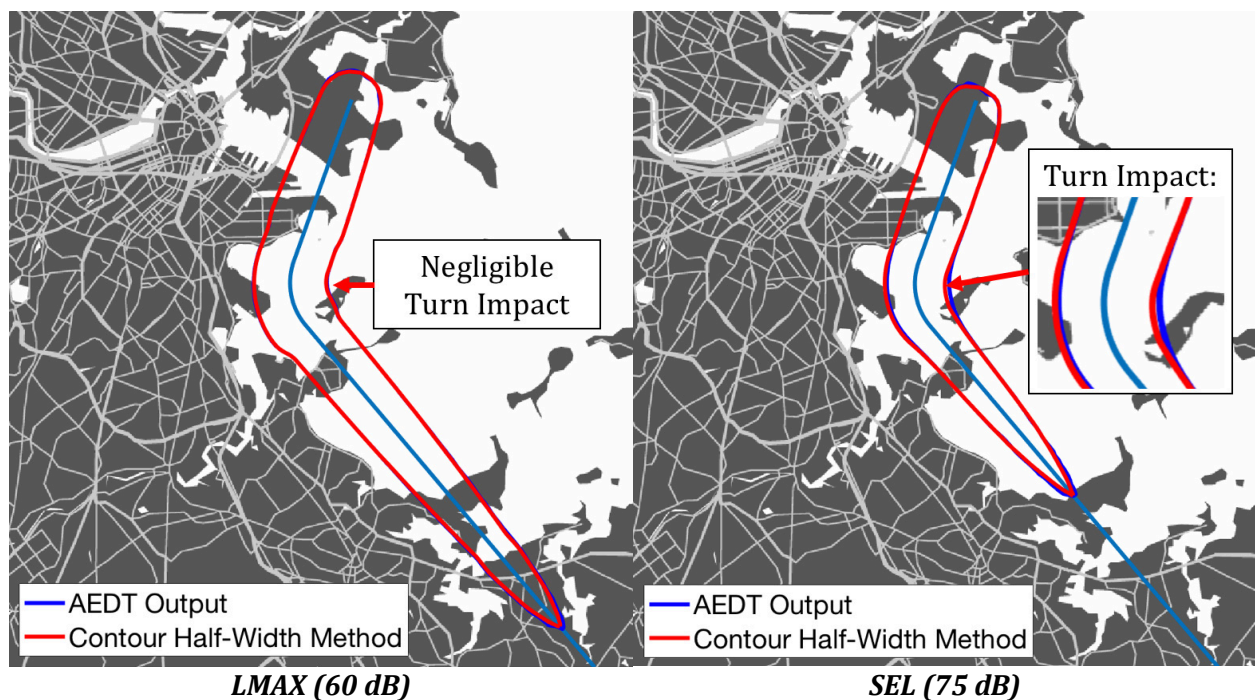 Negligible
Turn Impact
AEDT Output
Contour Half-Width Method
LMAX (60 dB)
Turn Impact:
AEDT Output
Contour Half-Width Method
SEL (75 dB)